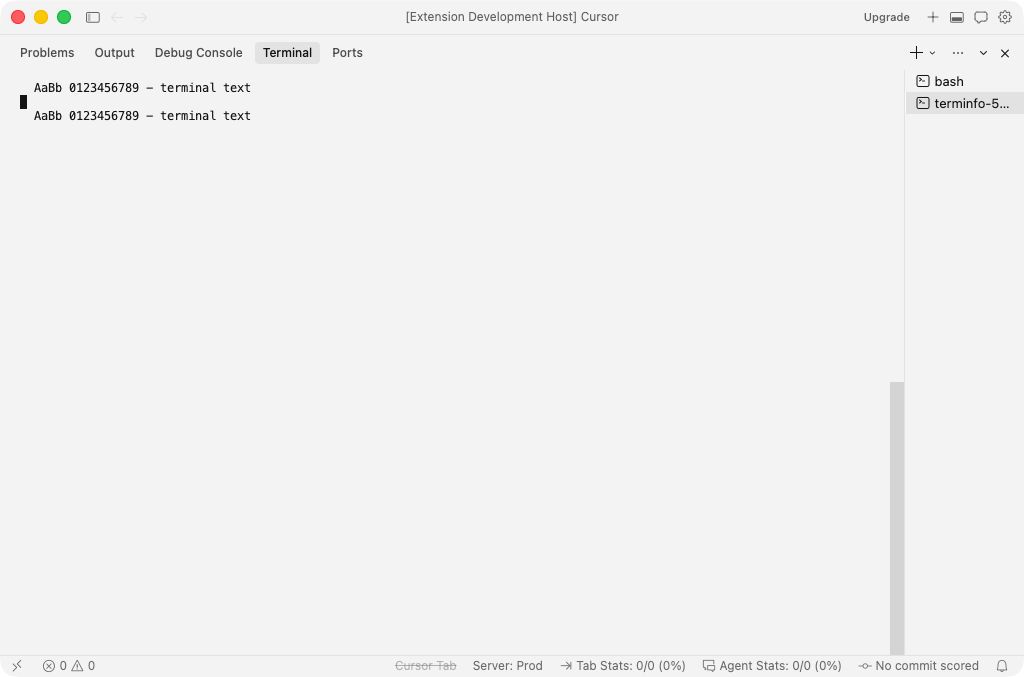 [Extension Development Host] Cursor
Upgrade
Problems Output Debug Console Terminal Ports
AaBb 0123456789 — terminal text
AaBb 0123456789 — terminal text
bash
terminfo-5...
0 0 Cursor Tab Server: Prod Tab Stats: 0/0 (0%) Agent Stats: 0/0 (0%) No commit scored